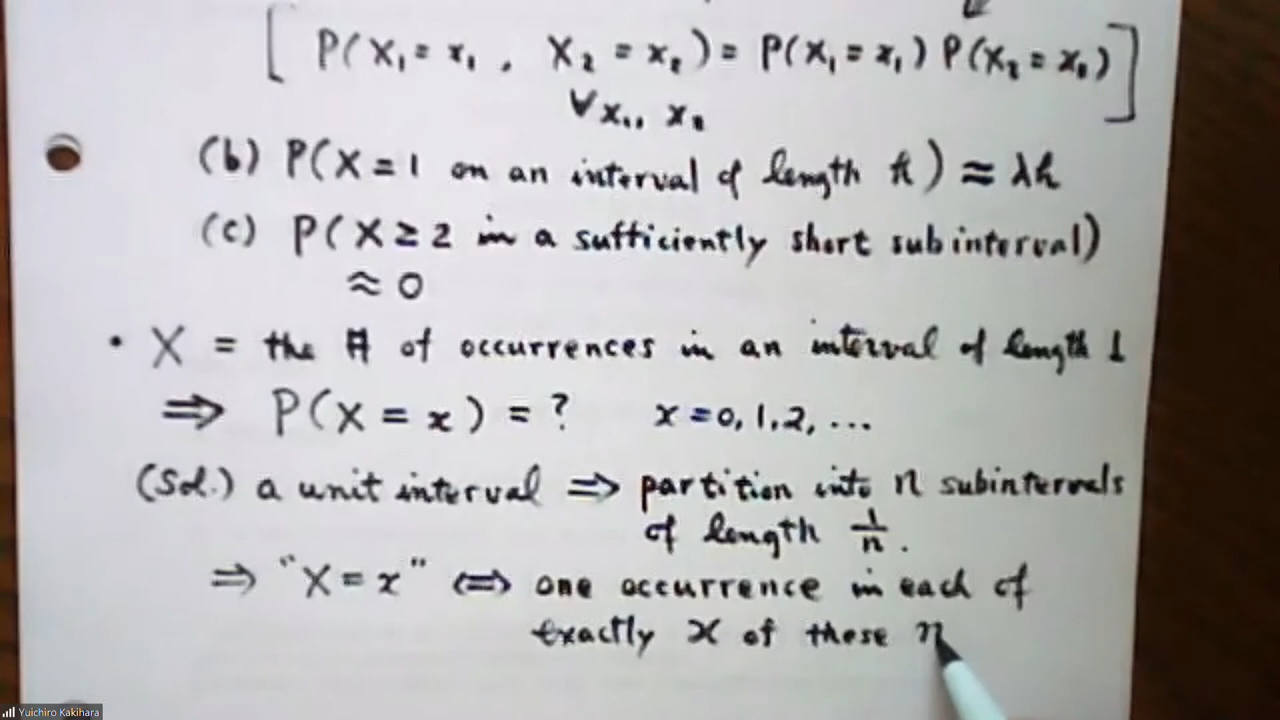 [ P(X₁ = x₁ , X₂ = x₂) = P(X₁ = x₁) P(X₂ = x₂) ]
∀x₁, x₂
(b) P(X = 1 on an interval of length h) ≈ λh
(c) P(X ≥ 2 in a sufficiently short subinterval)
≈ 0
• X = the # of occurrences in an interval of length 1
⇒ P(X = x) = ? x = 0, 1, 2, ...
(Sol.) a unit interval ⇒ partition into n subintervals
of length 1/n.
⇒ "X = x" ⟺ one occurrence in each of
exactly x of these n
Yuichiro Kakihara